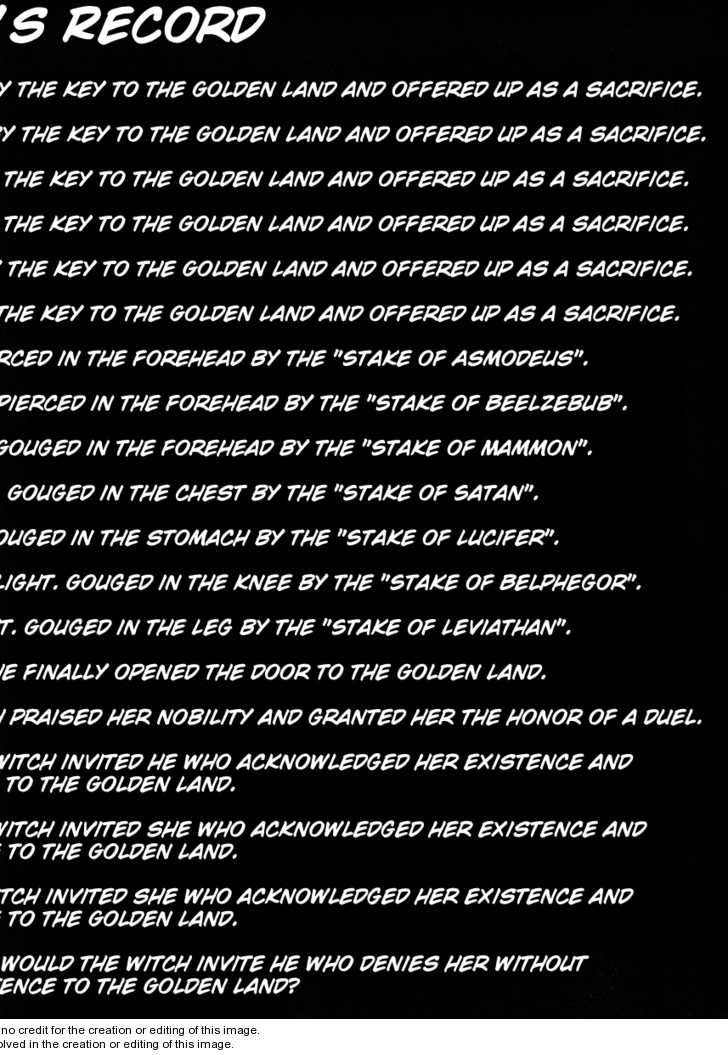 'S RECORD
Y THE KEY TO THE GOLDEN LAND AND OFFERED UP AS A SACRIFICE.
BY THE KEY TO THE GOLDEN LAND AND OFFERED UP AS A SACRIFICE.
THE KEY TO THE GOLDEN LAND AND OFFERED UP AS A SACRIFICE.
THE KEY TO THE GOLDEN LAND AND OFFERED UP AS A SACRIFICE.
THE KEY TO THE GOLDEN LAND AND OFFERED UP AS A SACRIFICE.
THE KEY TO THE GOLDEN LAND AND OFFERED UP AS A SACRIFICE.
RCED IN THE FOREHEAD BY THE "STAKE OF ASMODEUS".
PIERCED IN THE FOREHEAD BY THE "STAKE OF BEELZEBUB".
GOUGED IN THE FOREHEAD BY THE "STAKE OF MAMMON".
GOUGED IN THE CHEST BY THE "STAKE OF SATAN".
OUGED IN THE STOMACH BY THE "STAKE OF LUCIFER".
LIGHT. GOUGED IN THE KNEE BY THE "STAKE OF BELPHEGOR".
T. GOUGED IN THE LEG BY THE "STAKE OF LEVIATHAN".
E FINALLY OPENED THE DOOR TO THE GOLDEN LAND.
PRAISED HER NOBILITY AND GRANTED HER THE HONOR OF A DUEL.
WITCH INVITED HE WHO ACKNOWLEDGED HER EXISTENCE AND
TO THE GOLDEN LAND.
WITCH INVITED SHE WHO ACKNOWLEDGED HER EXISTENCE AND
TO THE GOLDEN LAND.
TCH INVITED SHE WHO ACKNOWLEDGED HER EXISTENCE AND
TO THE GOLDEN LAND.
WOULD THE WITCH INVITE HE WHO DENIES HER WITHOUT
TENCE TO THE GOLDEN LAND?
no credit for the creation or editing of this image.
olved in the creation or editing of this image.